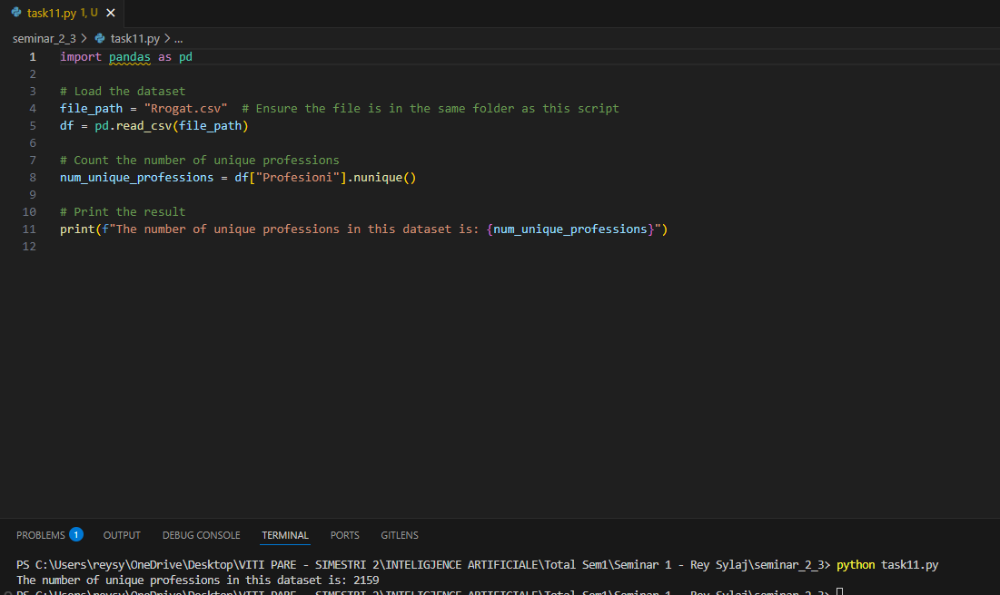 task11.py 1, U
seminar_2_3 > task11.py > ...
1 import pandas as pd
2
3 # Load the dataset
4 file_path = "Rrogat.csv"  # Ensure the file is in the same folder as this script
5 df = pd.read_csv(file_path)
6
7 # Count the number of unique professions
8 num_unique_professions = df["Profesioni"].nunique()
9
10 # Print the result
11 print(f"The number of unique professions in this dataset is: {num_unique_professions}")
12
PROBLEMS 1 OUTPUT DEBUG CONSOLE TERMINAL PORTS GITLENS
PS C:\Users\reysy\OneDrive\Desktop\VITI PARE - SIMESTRI 2\INTELIGJENCE ARTIFICIALE\Total Sem1\Seminar 1 - Rey Sylaj\seminar_2_3> python task11.py
The number of unique professions in this dataset is: 2159
PS C:\Users\reysy\OneDrive\Desktop\VITI PARE - SIMESTRI 2\INTELIGJENCE ARTIFICIALE\Total Sem1\Seminar 1 - Rey Sylaj\seminar_2_3>